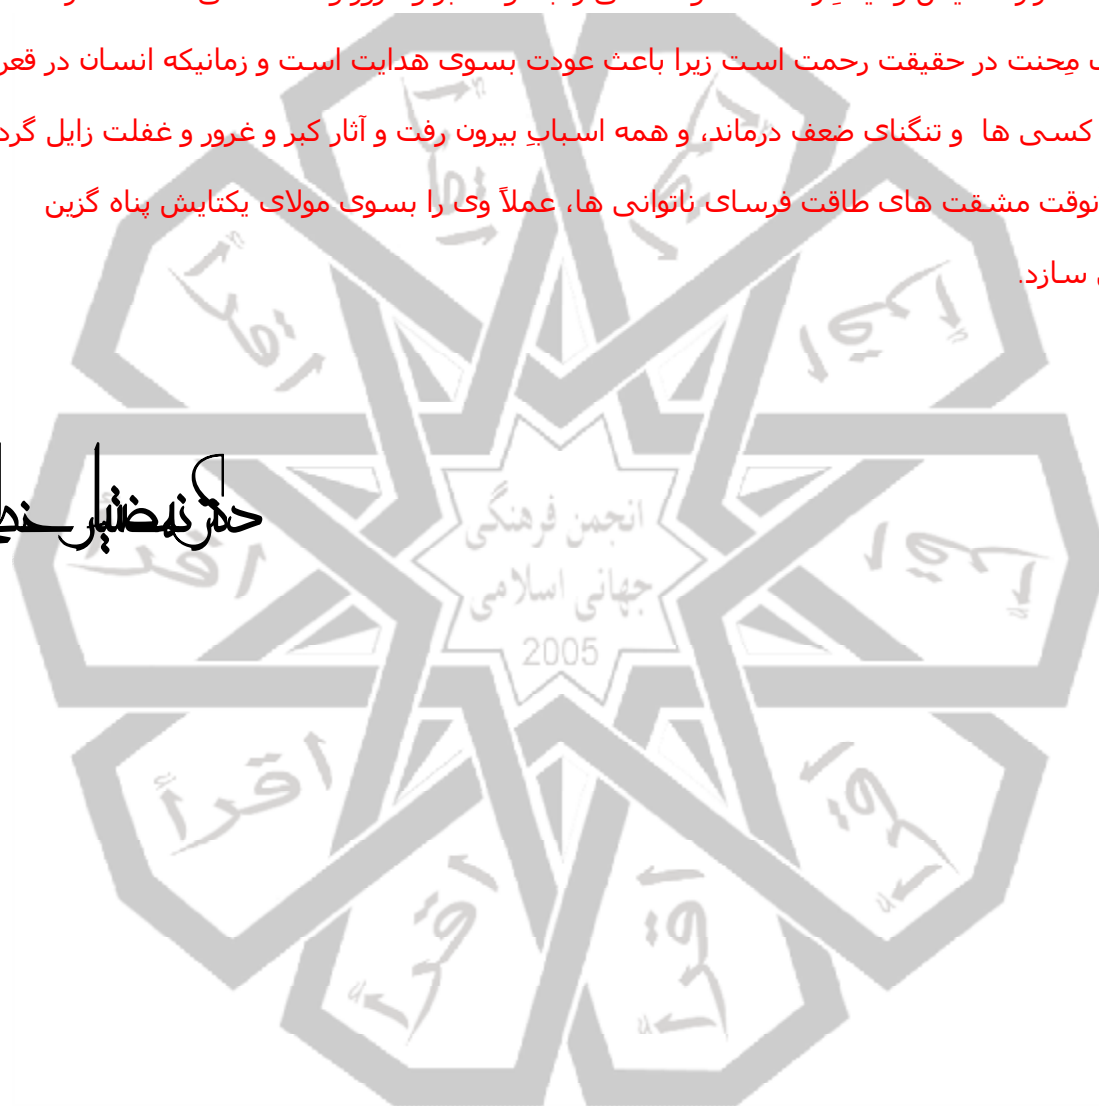 مِحنت در حقیقت رحمت است زیرا باعث عودت بسوی هدایت است و زمانیکه انسان در قعر
کسی ها و تنگنای ضعف درماند، و همه اسبابِ بیرون رفت و آثار کبر و غرور و غفلت زایل گرد
نوقت مشقت های طاقت فرسای ناتوانی ها، عملاً وی را بسوی مولای یکتایش پناه گزین
سازد.
اقرأ
اقرأ
اقرأ
اقرأ
انجمن فرهنگی
جهانی اسلامی
2005
اقرأ
اقرأ
اقرأ
اقرأ
اقرأ
اقرأ